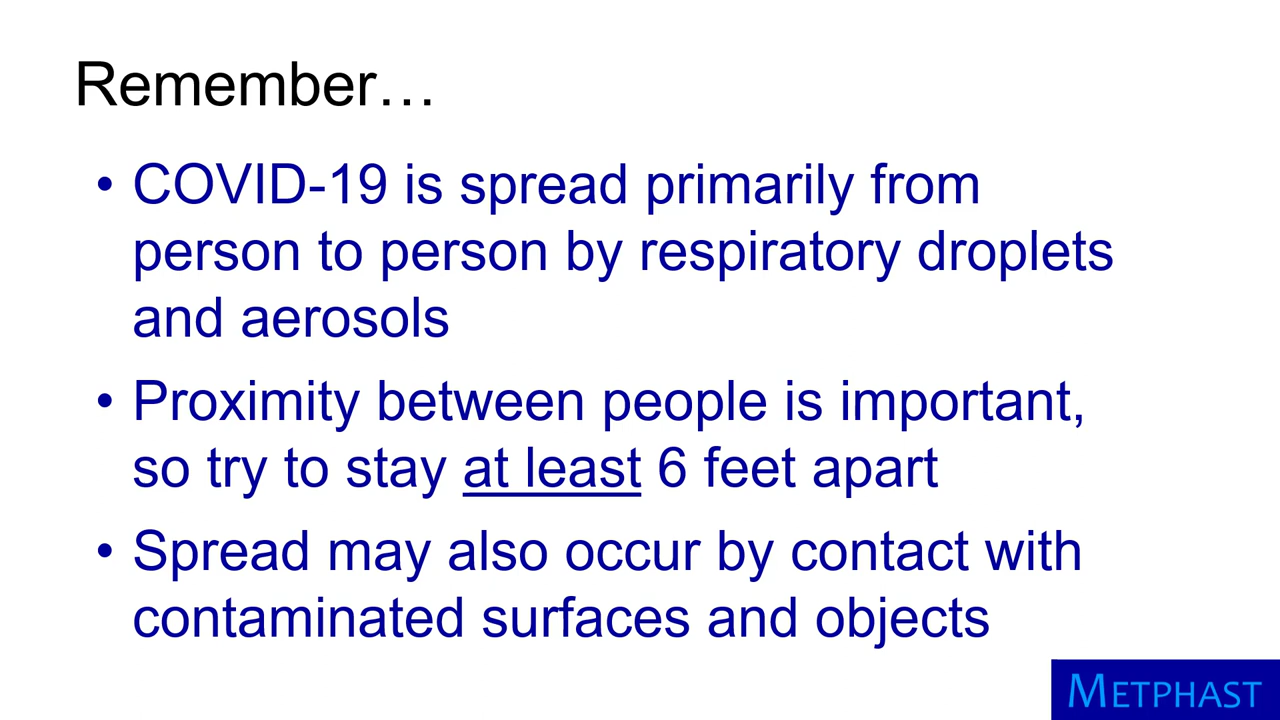 Remember…
• COVID-19 is spread primarily from
person to person by respiratory droplets
and aerosols
• Proximity between people is important,
so try to stay at least 6 feet apart
• Spread may also occur by contact with
contaminated surfaces and objects
METPHAST